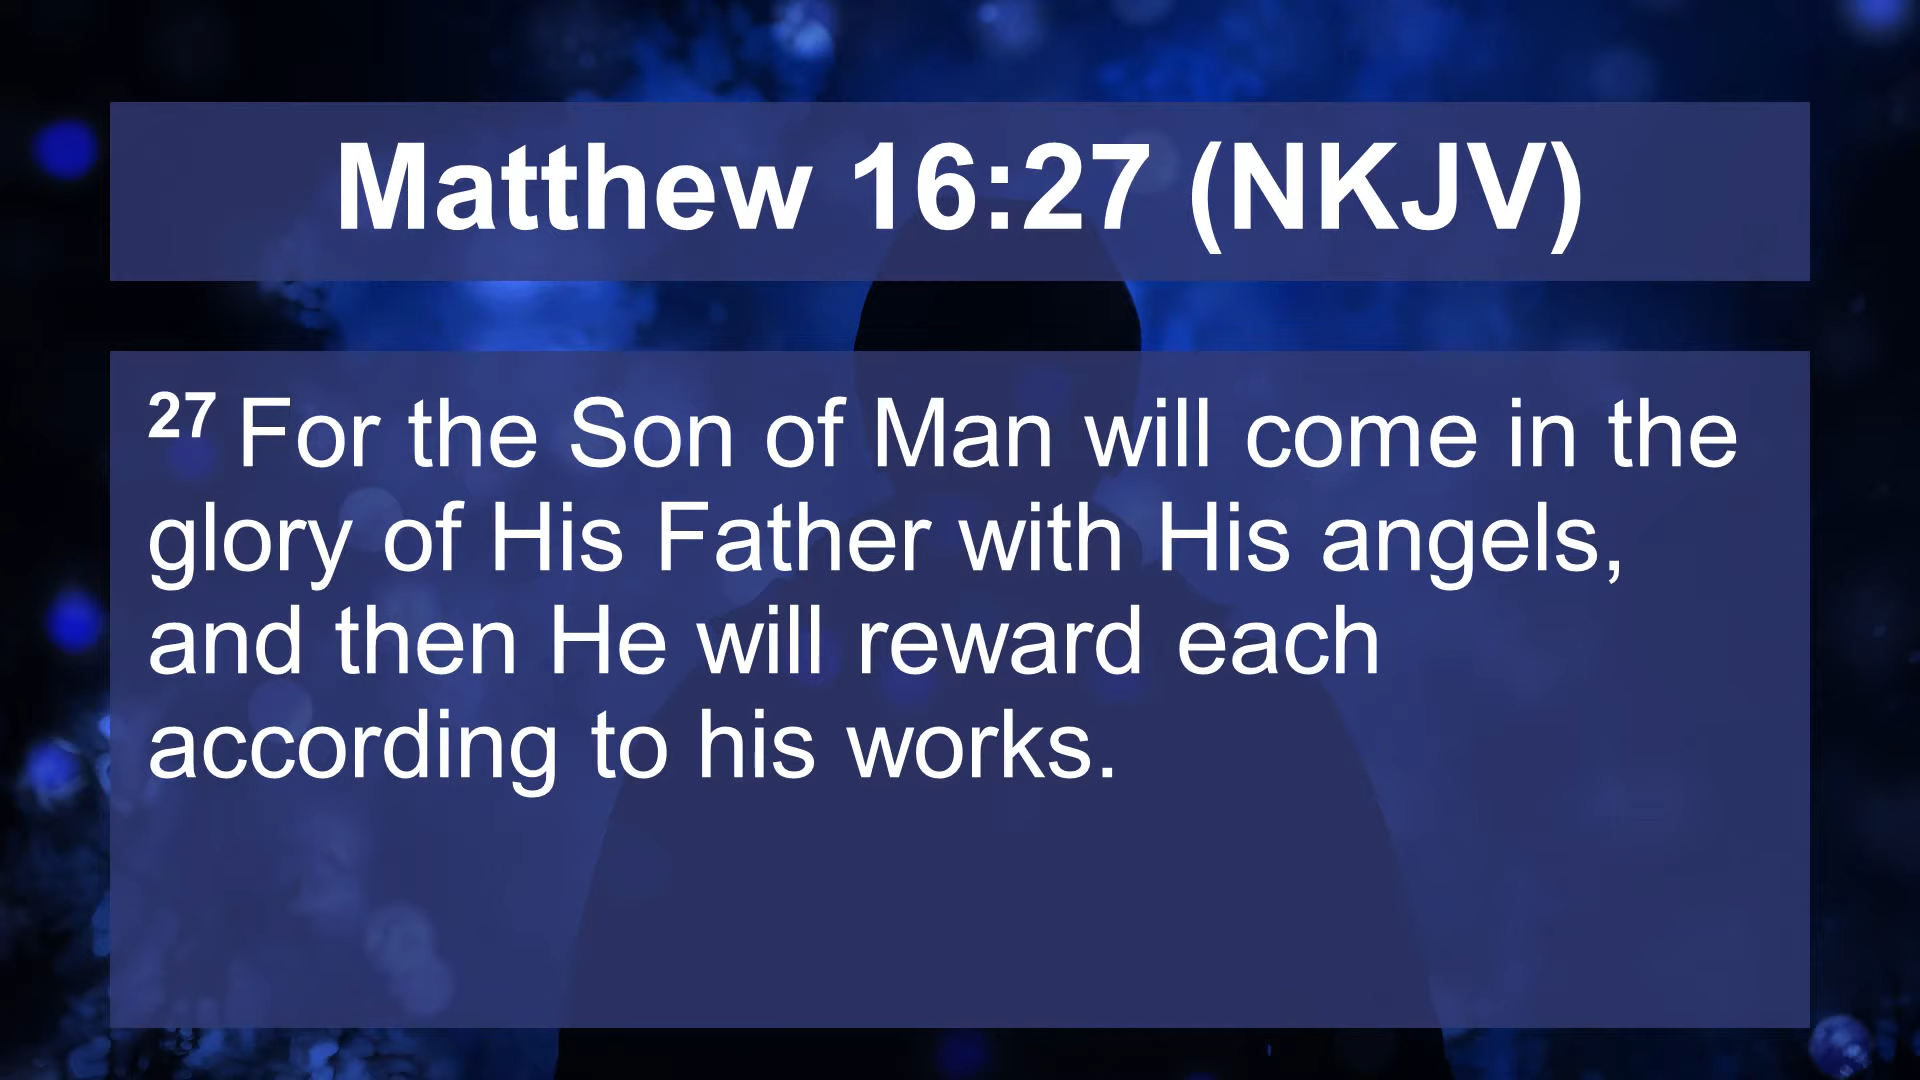 Matthew 16:27 (NKJV)
27 For the Son of Man will come in the
glory of His Father with His angels,
and then He will reward each
according to his works.